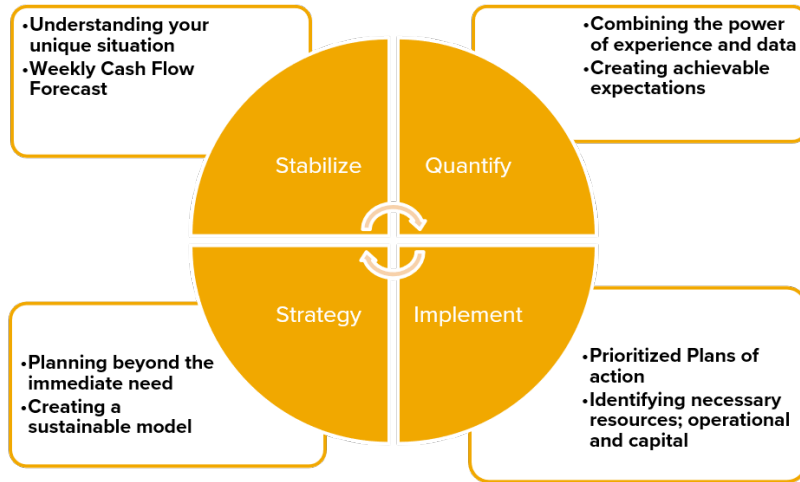 •Understanding your
unique situation
•Weekly Cash Flow
Forecast
•Combining the power
of experience and data
•Creating achievable
expectations
Stabilize
Quantify
Strategy
Implement
•Planning beyond the
immediate need
•Creating a
sustainable model
•Prioritized Plans of
action
•Identifying necessary
resources; operational
and capital